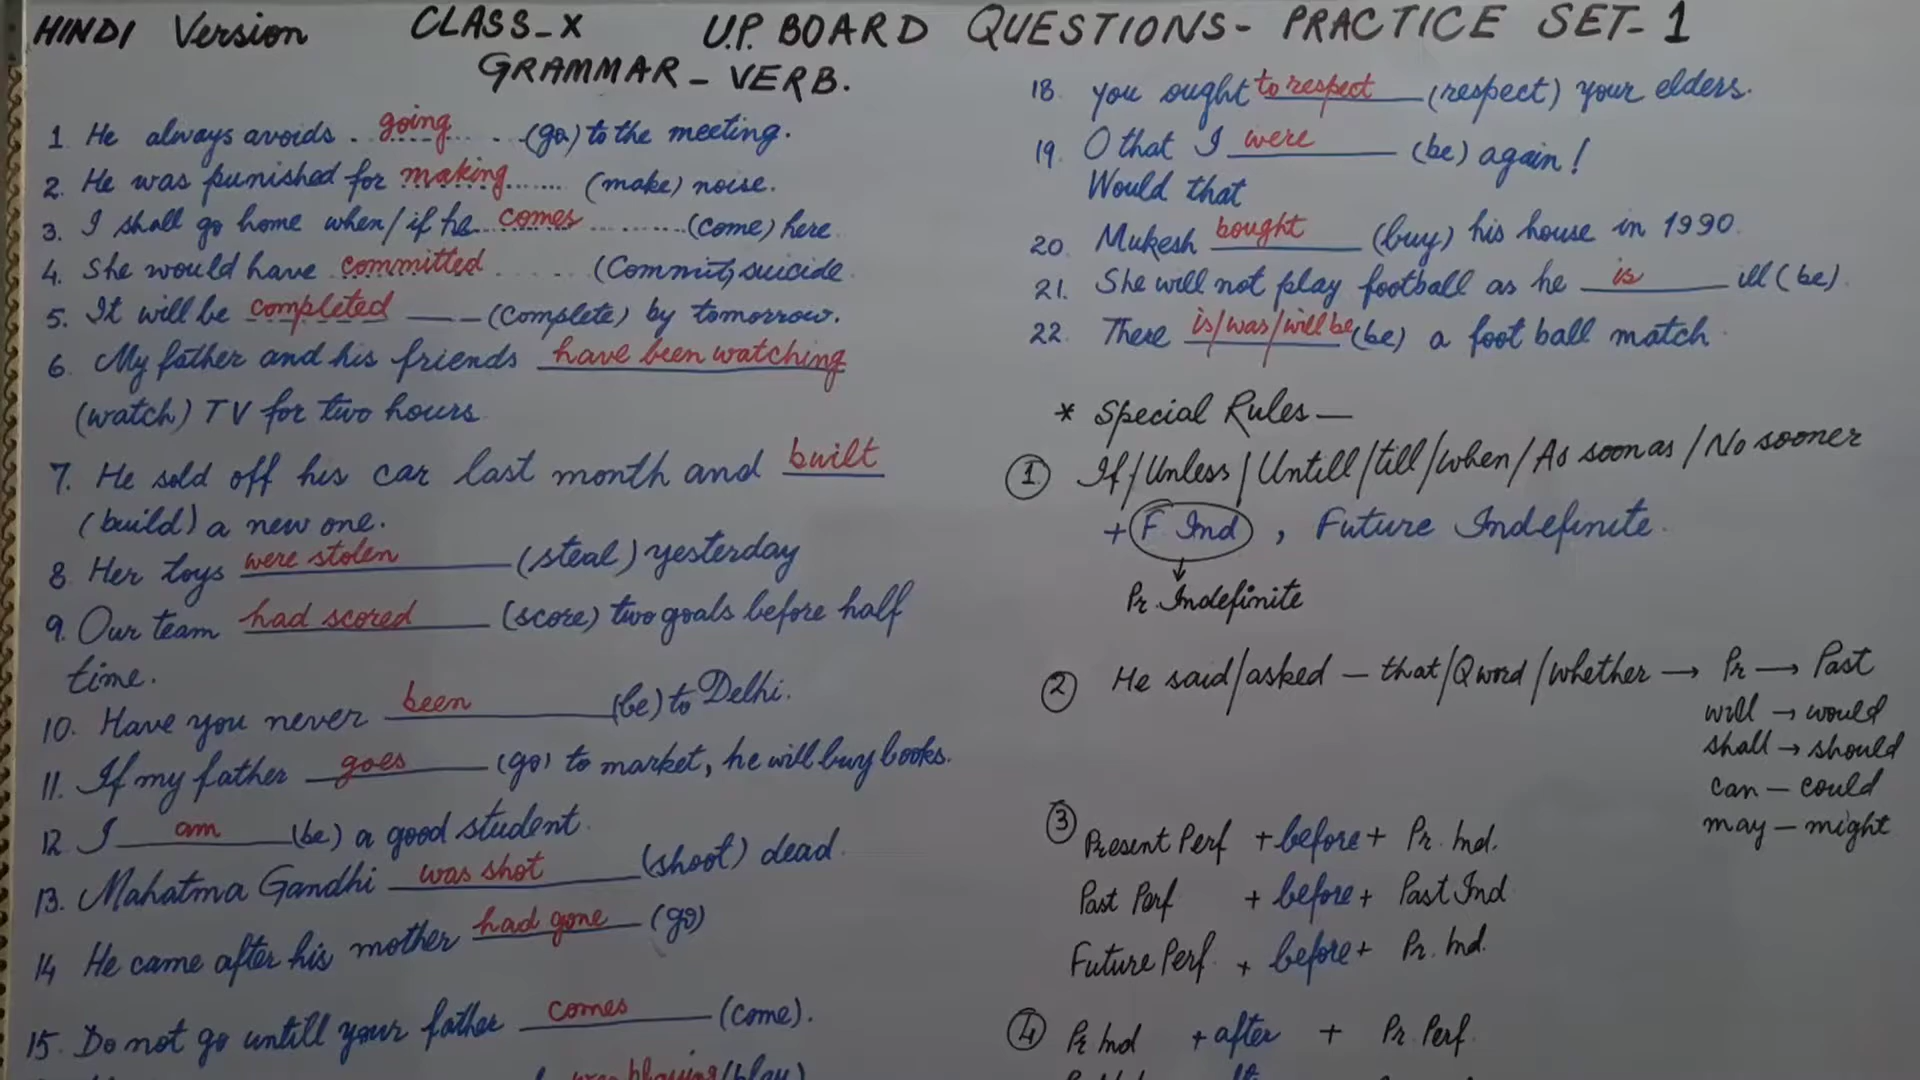 HINDI Version CLASS-X U.P. BOARD QUESTIONS- PRACTICE SET-1
GRAMMAR - VERB.
1. He always avoids going (go) to the meeting.
2. He was punished for making (make) noise.
3. I shall go home when/if he comes (come) here
4. She would have committed (Commit) suicide
5. It will be completed (Complete) by tomorrow.
6. My father and his friends have been watching
(watch) TV for two hours
7. He sold off his car last month and built
(build) a new one.
8 Her toys were stolen (steal) yesterday
9. Our team had scored (score) two goals before half
time.
10. Have you never been (be) to Delhi.
11. If my father goes (go) to market, he will buy books.
12 I am (be) a good student.
13. Mahatma Gandhi was shot (shoot) dead.
14 He came after his mother had gone (go)
15. Do not go untill your father comes (come).
was playing (play)
18. you ought to respect (respect) your elders.
19. O that I were (be) again!
Would that
20. Mukesh bought (buy) his house in 1990.
21. She will not play football as he is ill (be).
22. There is/was/will be (be) a foot ball match
* Special Rules —
1. If/Unless/Untill/till/when/As soon as/No sooner
+ F Ind , Future Indefinite.
Pr. Indefinite
2 He said/asked — that/Q word/whether → Pr → Past
will → would
shall → should
can — could
may — might
3 Present Perf + before + Pr. Ind.
Past Perf + before + Past Ind
Future Perf. + before + Pr. Ind.
4 Pr Ind + after + Pr. Perf.